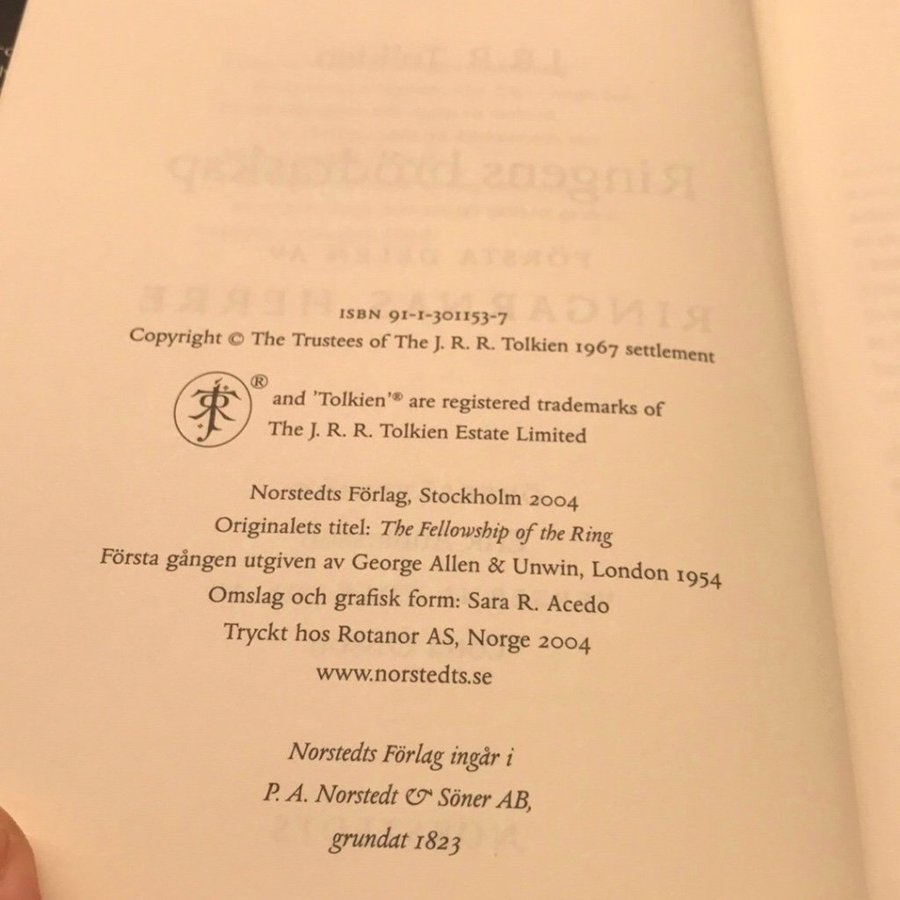 ISBN 91-1-301153-7
Copyright © The Trustees of The J. R. R. Tolkien 1967 settlement
® and 'Tolkien'® are registered trademarks of
The J. R. R. Tolkien Estate Limited
Norstedts Förlag, Stockholm 2004
Originalets titel: The Fellowship of the Ring
Första gången utgiven av George Allen & Unwin, London 1954
Omslag och grafisk form: Sara R. Acedo
Tryckt hos Rotanor AS, Norge 2004
www.norstedts.se
Norstedts Förlag ingår i
P. A. Norstedt & Söner AB,
grundat 1823